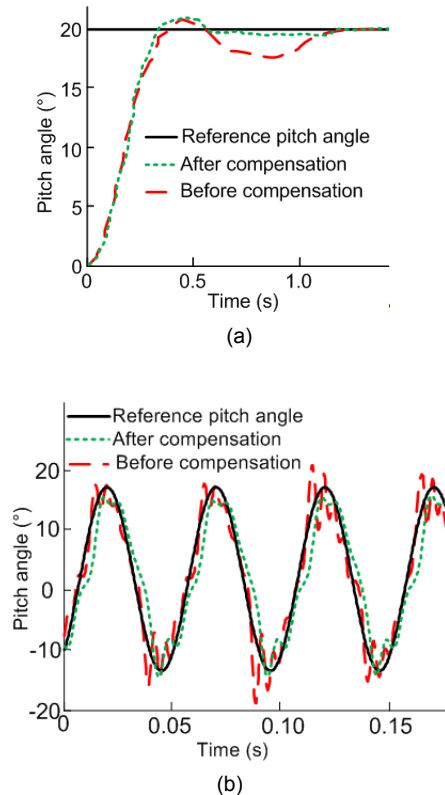 20
15
10
5
0
Pitch angle (°)
Reference pitch angle
After compensation
Before compensation
0
0.5
1.0
Time (s)
(a)
Reference pitch angle
After compensation
Before compensation
20
10
0
-10
-20
Pitch angle (°)
0
0.05
0.10
0.15
Time (s)
(b)